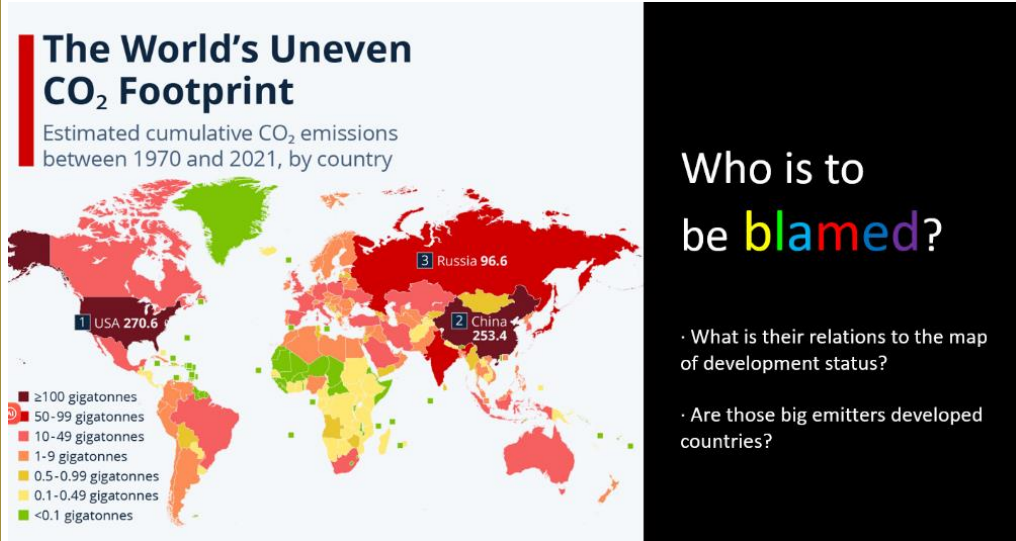 The World's Uneven
CO₂ Footprint
Estimated cumulative CO₂ emissions
between 1970 and 2021, by country
3 Russia 96.6
1 USA 270.6
2 China
253.4
≥100 gigatonnes
50-99 gigatonnes
10-49 gigatonnes
1-9 gigatonnes
0.5-0.99 gigatonnes
0.1-0.49 gigatonnes
<0.1 gigatonnes
Who is to
be blamed?
· What is their relations to the map
of development status?
· Are those big emitters developed
countries?